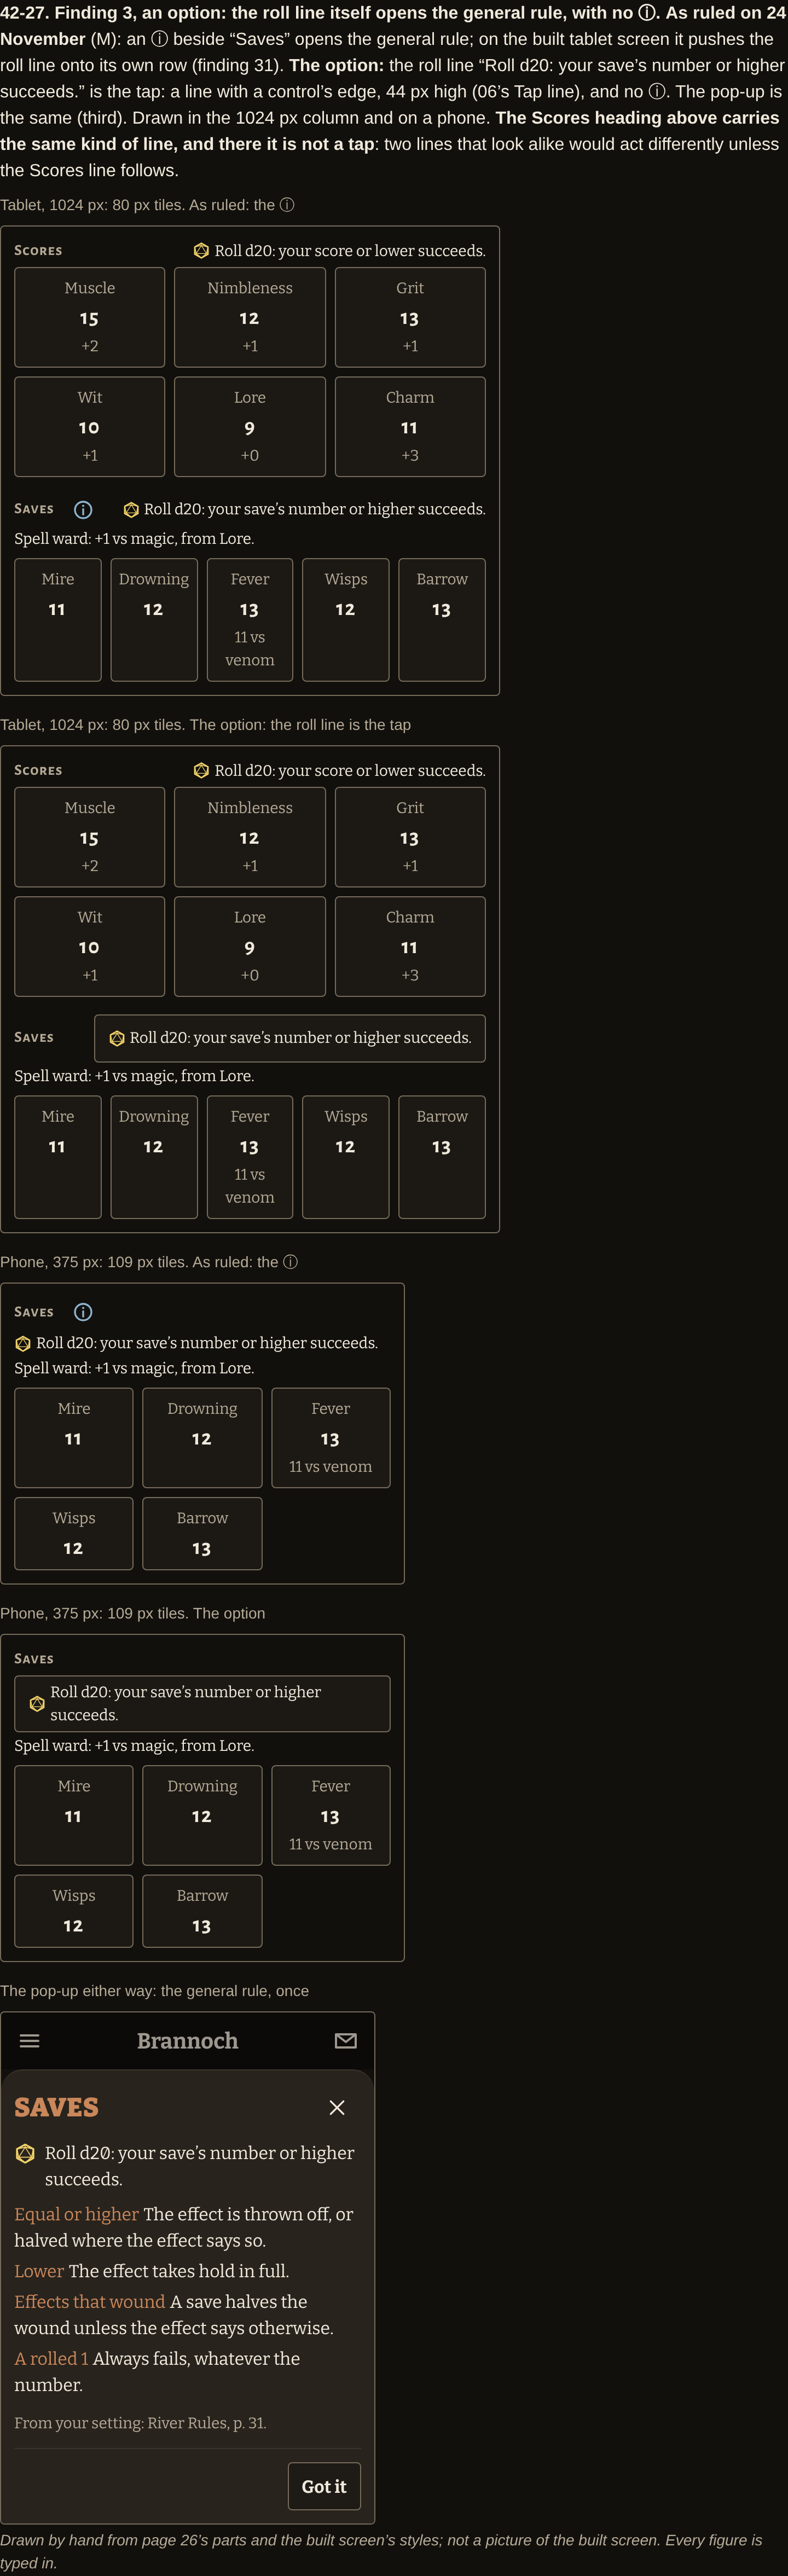 42-27. Finding 3, an option: the roll line itself opens the general rule, with no ⓘ. As ruled on 24
November (M): an ⓘ beside “Saves” opens the general rule; on the built tablet screen it pushes the
roll line onto its own row (finding 31). The option: the roll line “Roll d20: your save’s number or higher
succeeds.” is the tap: a line with a control’s edge, 44 px high (06’s Tap line), and no ⓘ. The pop-up is
the same (third). Drawn in the 1024 px column and on a phone. The Scores heading above carries
the same kind of line, and there it is not a tap: two lines that look alike would act differently unless
the Scores line follows.
Tablet, 1024 px: 80 px tiles. As ruled: the ⓘ
Scores Roll d20: your score or lower succeeds.
Muscle Nimbleness Grit
15 12 13
+2 +1 +1
Wit Lore Charm
10 9 11
+1 +0 +3
Saves ⓘ Roll d20: your save’s number or higher succeeds.
Spell ward: +1 vs magic, from Lore.
Mire Drowning Fever Wisps Barrow
11 12 13 12 13
11 vs
venom
Tablet, 1024 px: 80 px tiles. The option: the roll line is the tap
Scores Roll d20: your score or lower succeeds.
Muscle Nimbleness Grit
15 12 13
+2 +1 +1
Wit Lore Charm
10 9 11
+1 +0 +3
Saves Roll d20: your save’s number or higher succeeds.
Spell ward: +1 vs magic, from Lore.
Mire Drowning Fever Wisps Barrow
11 12 13 12 13
11 vs
venom
Phone, 375 px: 109 px tiles. As ruled: the ⓘ
Saves ⓘ
Roll d20: your save’s number or higher succeeds.
Spell ward: +1 vs magic, from Lore.
Mire Drowning Fever
11 12 13
11 vs venom
Wisps Barrow
12 13
Phone, 375 px: 109 px tiles. The option
Saves
Roll d20: your save’s number or higher
succeeds.
Spell ward: +1 vs magic, from Lore.
Mire Drowning Fever
11 12 13
11 vs venom
Wisps Barrow
12 13
The pop-up either way: the general rule, once
Brannoch
SAVES
Roll d20: your save’s number or higher
succeeds.
Equal or higher The effect is thrown off, or
halved where the effect says so.
Lower The effect takes hold in full.
Effects that wound A save halves the
wound unless the effect says otherwise.
A rolled 1 Always fails, whatever the
number.
From your setting: River Rules, p. 31.
Got it
Drawn by hand from page 26’s parts and the built screen’s styles; not a picture of the built screen. Every figure is
typed in.